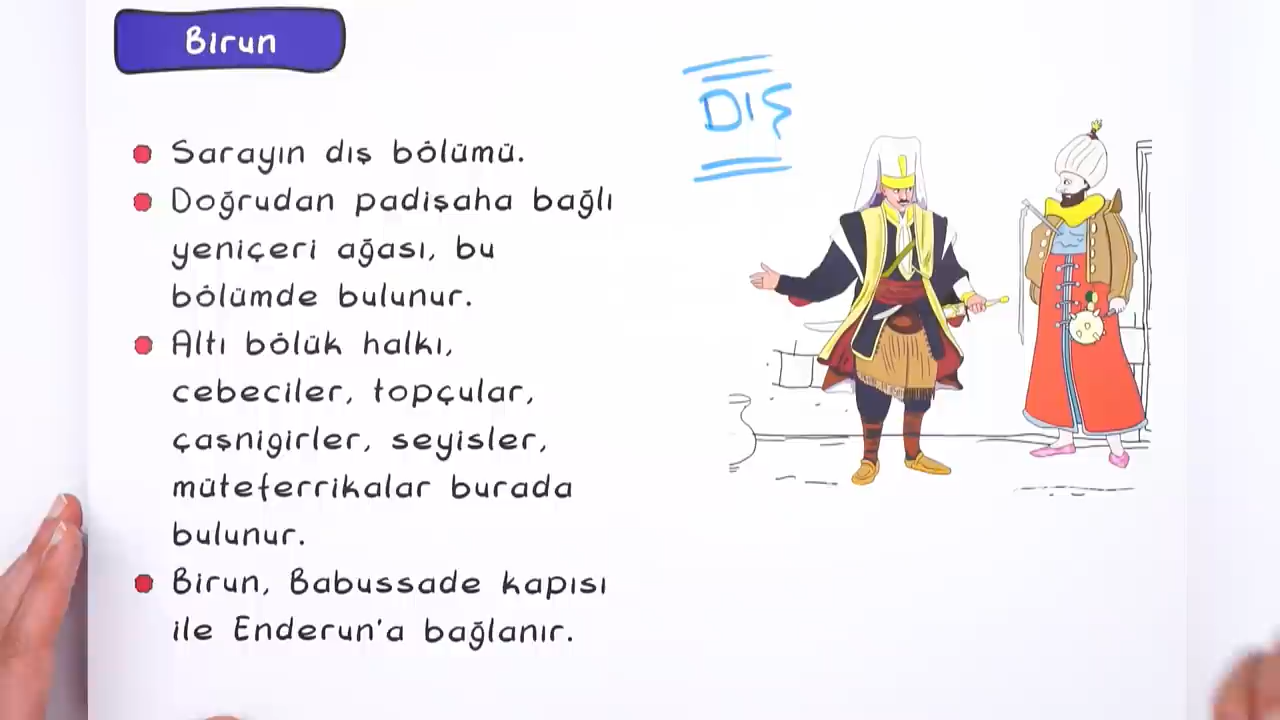 Birun
DIŞ
Sarayın dış bölümü.
Doğrudan padişaha bağlı
yeniçeri ağası, bu
bölümde bulunur.
Altı bölük halkı,
cebeciler, topçular,
çaşnigirler, seyisler,
müteferrikalar burada
bulunur.
Birun, Babussade kapısı
ile Enderun'a bağlanır.